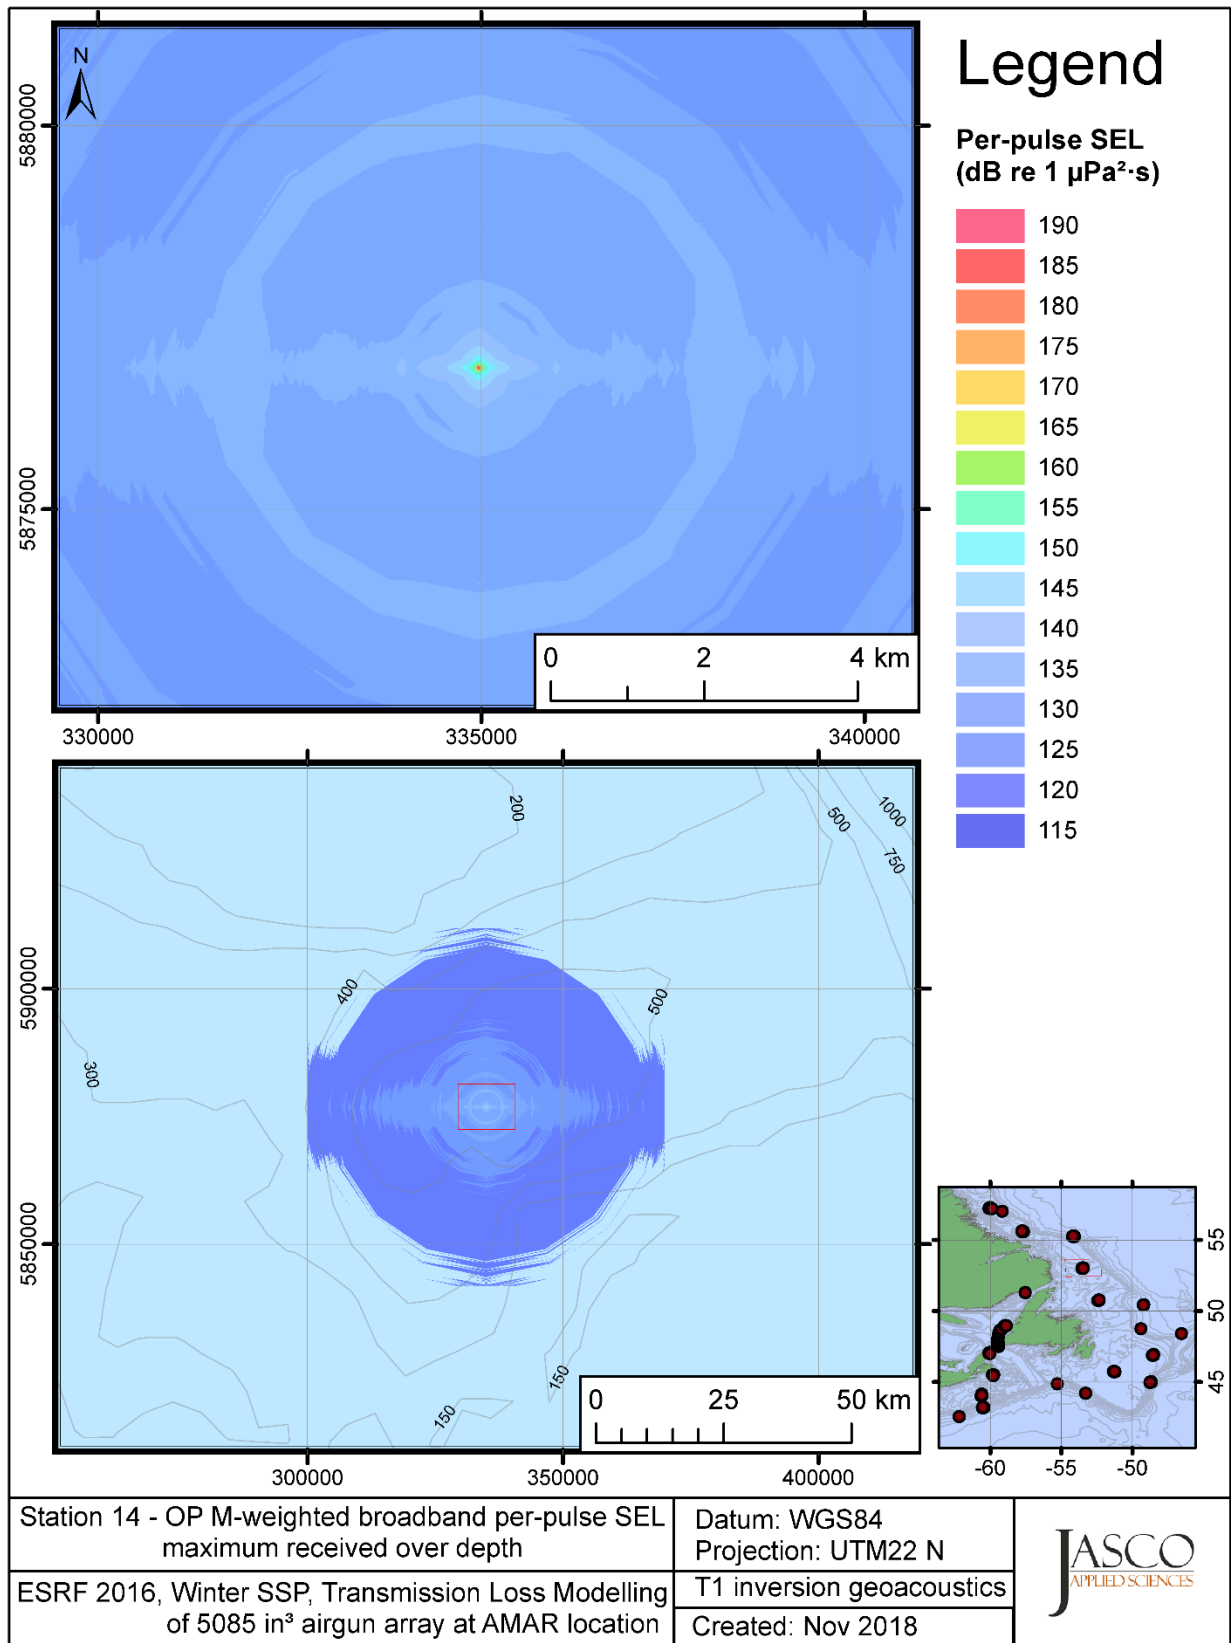 N
5880000
5875000
0 2 4 km
330000 335000 340000
Legend
Per-pulse SEL
(dB re 1 µPa²·s)
190
185
180
175
170
165
160
155
150
145
140
135
130
125
120
115
200
1000
500
750
400
500
300
150
150
5900000
5850000
0 25 50 km
300000 350000 400000
55
50
45
-60 -55 -50
Station 14 - OP M-weighted broadband per-pulse SEL
maximum received over depth
ESRF 2016, Winter SSP, Transmission Loss Modelling
of 5085 in³ airgun array at AMAR location
Datum: WGS84
Projection: UTM22 N
T1 inversion geoacoustics
Created: Nov 2018
JASCO
APPLIED SCIENCES